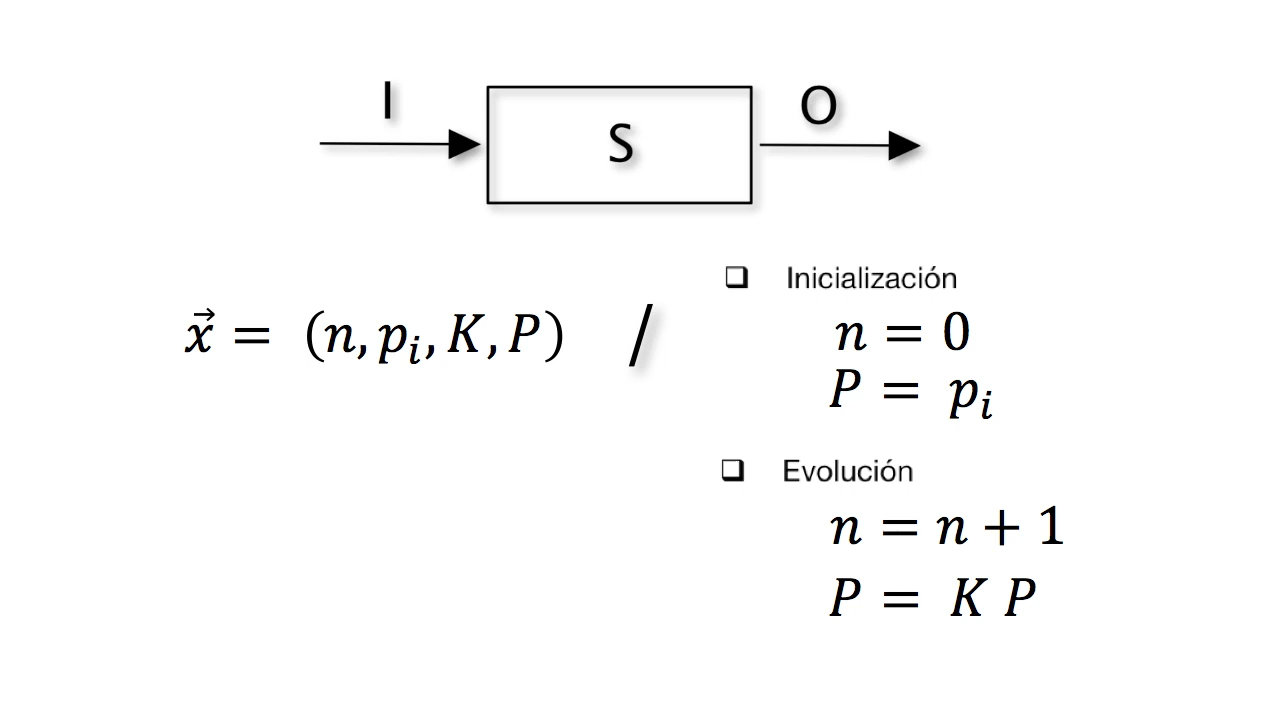 I
S
O
Inicialización
x⃗ = (n, pᵢ, K, P) /
n = 0
P = pᵢ
Evolución
n = n + 1
P = K P